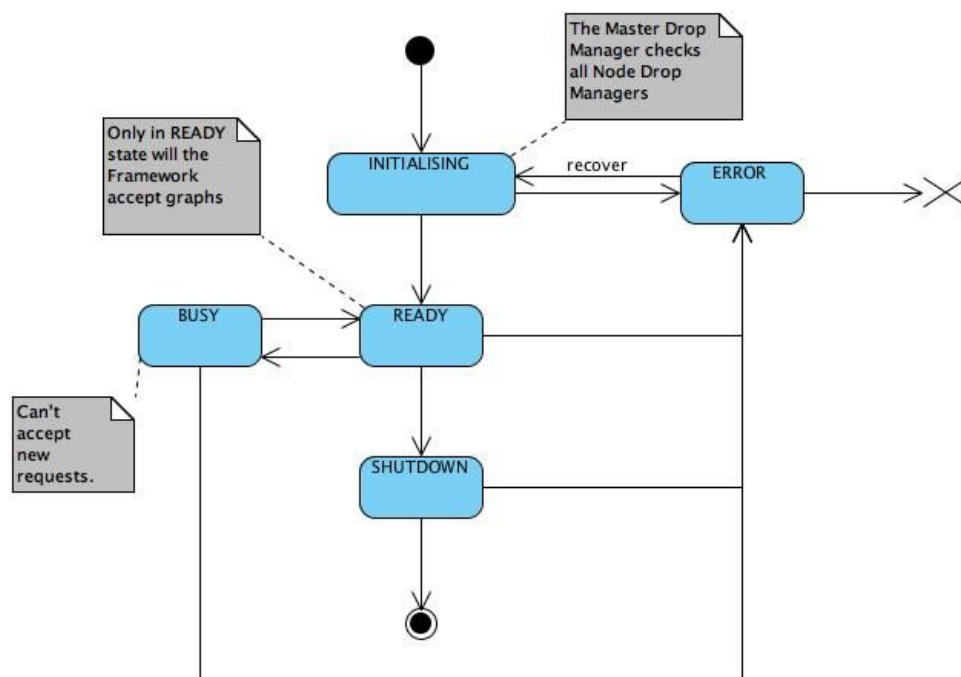 The Master Drop
Manager checks
all Node Drop
Managers
Only in READY
state will the
Framework
accept graphs
INITIALISING
recover
ERROR
BUSY
READY
Can't
accept
new
requests.
SHUTDOWN